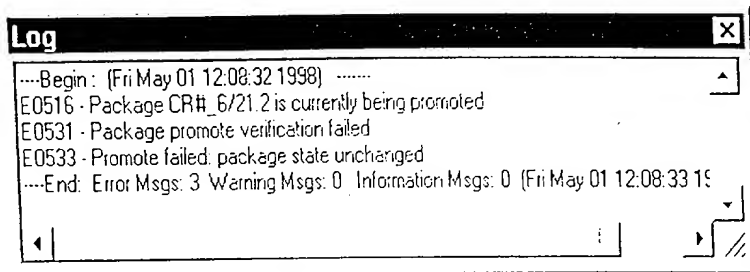 Log
----Begin : (Fri May 01 12:08:32 1998) -------
E0516 - Package CR#_6/21.2 is currently being promoted
E0531 - Package promote verification failed
E0533 - Promote failed: package state unchanged
----End: Error Msgs: 3 Warning Msgs: 0 Information Msgs: 0 (Fri May 01 12:08:33 19